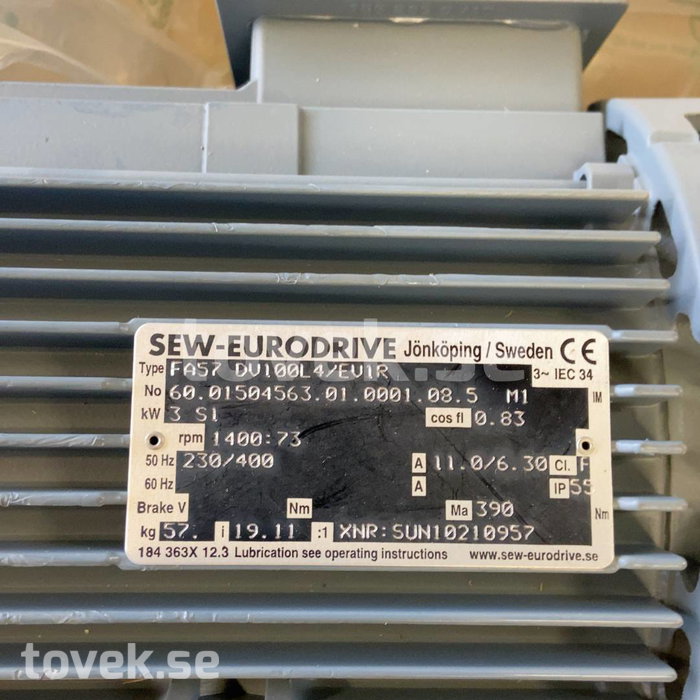 SEW-EURODRIVE Jönköping / Sweden CE
Type FA57 DV100L4/EV1R 3~ IEC 34
No 60.01504563.01.0001.08.5 M1 IM
kW 3 S1 cos fl 0.83
rpm 1400:73
50 Hz 230/400 A 11.0/6.30 Cl. F
60 Hz A IP 55
Brake V Nm Ma 390 Nm
kg 57. i 19.11 :1 XNR:SUN10210957
184 363X 12.3 Lubrication see operating instructions www.sew-eurodrive.se
tovek.se
tovek.se